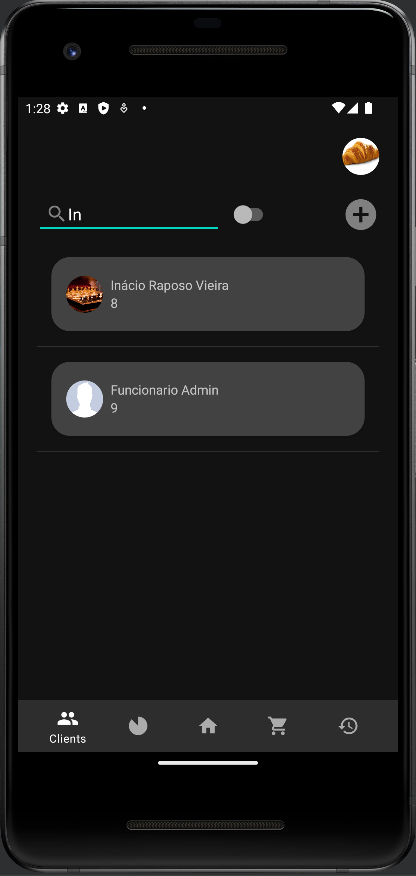 1:28
In
Inácio Raposo Vieira
8
Funcionario Admin
9
Clients